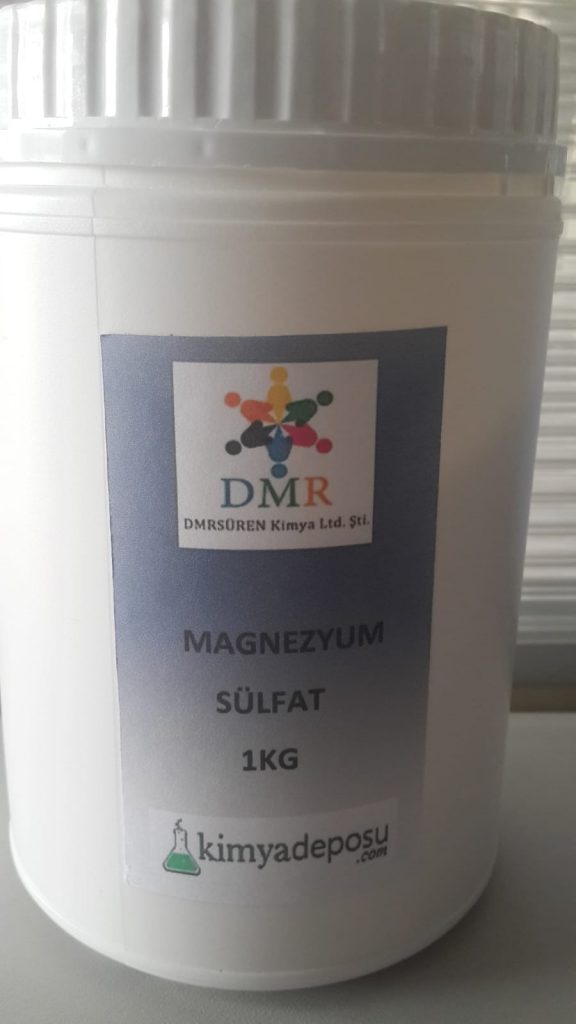 DMR
DMRSÜREN Kimya Ltd. Şti.
MAGNEZYUM
SÜLFAT
1KG
kimyadeposu
.com